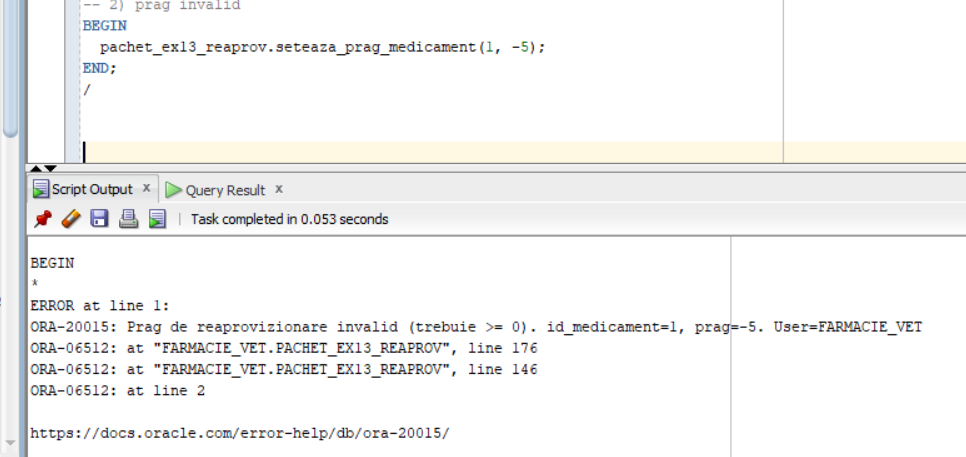 -- 2) prag invalid
BEGIN
pachet_ex13_reaprov.seteaza_prag_medicament(1, -5);
END;
/
Script Output x
Query Result x
Task completed in 0.053 seconds
BEGIN
*
ERROR at line 1:
ORA-20015: Prag de reaprovizionare invalid (trebuie >= 0). id_medicament=1, prag=-5. User=FARMACIE_VET
ORA-06512: at "FARMACIE_VET.PACHET_EX13_REAPROV", line 176
ORA-06512: at "FARMACIE_VET.PACHET_EX13_REAPROV", line 146
ORA-06512: at line 2
https://docs.oracle.com/error-help/db/ora-20015/